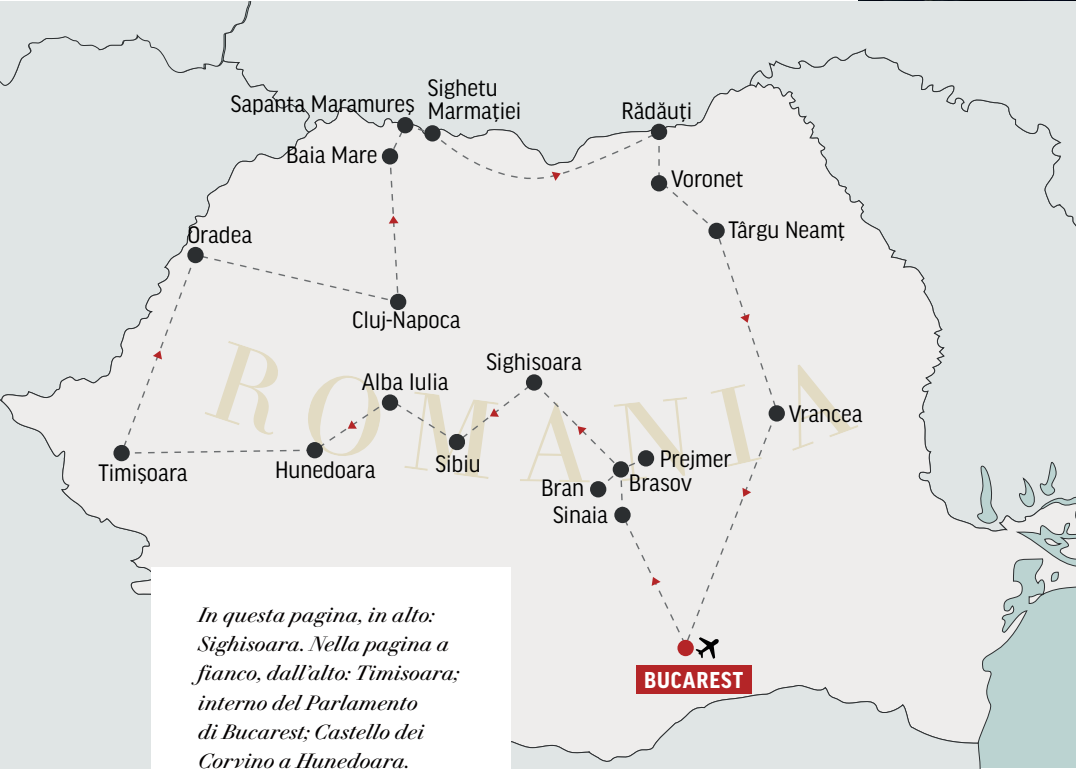 Sapanta Maramureș
Sighetu
Marmației
Rădăuți
Baia Mare
Voronet
Târgu Neamț
Oradea
Cluj-Napoca
ROMANIA
Sighisoara
Alba Iulia
Vrancea
Timișoara
Hunedoara
Sibiu
Prejmer
Brasov
Bran
Sinaia
BUCAREST
In questa pagina, in alto:
Sighisoara. Nella pagina a
fianco, dall'alto: Timisoara;
interno del Parlamento
di Bucarest; Castello dei
Corvino a Hunedoara.